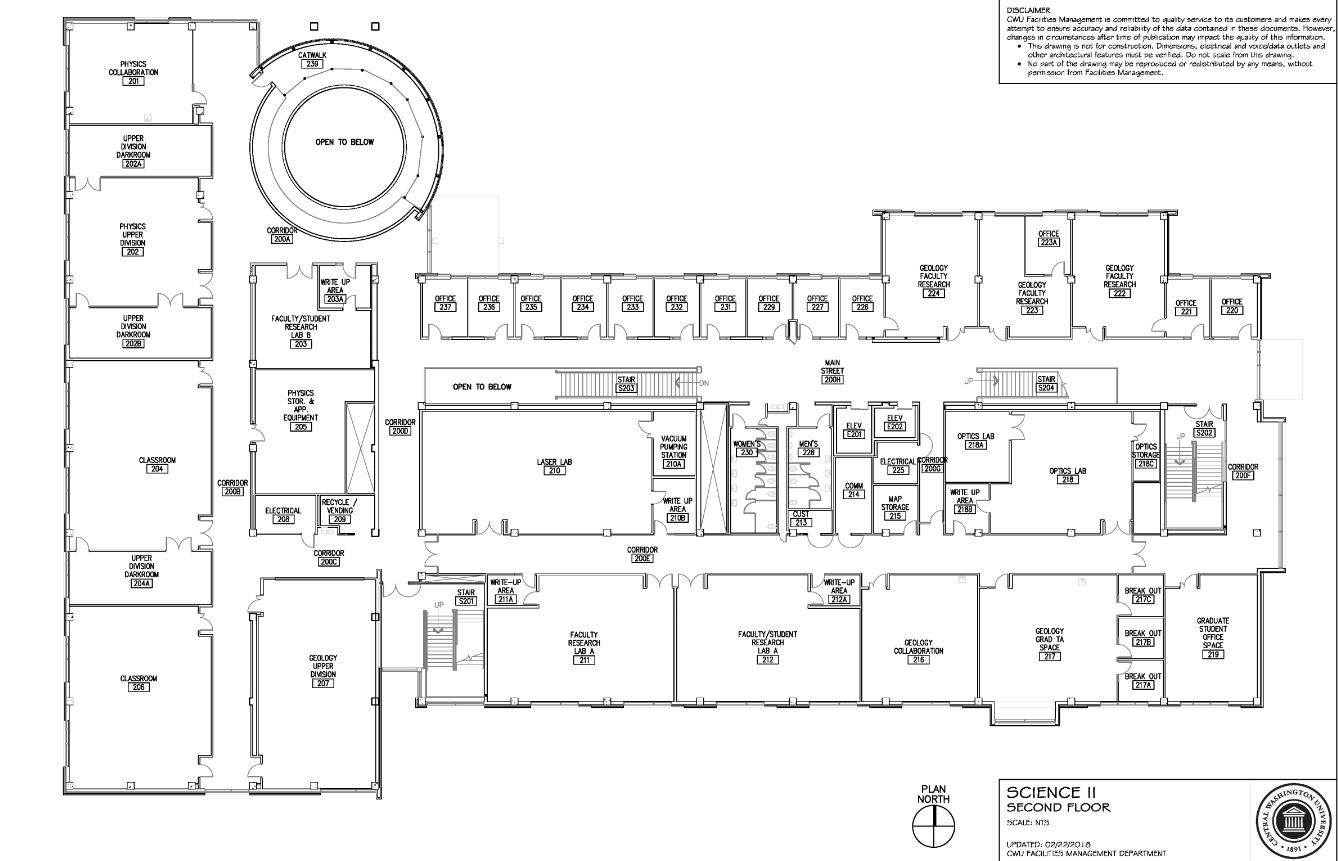 DISCLAIMER
CWU Facilities Management is committed to quality service to its customers and makes every
attempt to ensure accuracy and reliability of the data contained in these documents. However,
changes in circumstances after time of publication may impact the quality of this information.
• This drawing is not for construction. Dimensions, electrical and voice/data outlets and
other architectural features must be verified. Do not scale from this drawing.
• No part of the drawing may be reproduced or redistributed by any means, without
permission from Facilities Management.
CATWALK
239
OPEN TO BELOW
PHYSICS
COLLABORATION
201
UPPER
DIVISION
DARKROOM
202A
PHYSICS
UPPER
DIVISION
202
UPPER
DIVISION
DARKROOM
202B
CLASSROOM
204
UPPER
DIVISION
DARKROOM
204A
CLASSROOM
206
CORRIDOR
200A
WRITE UP
AREA
203A
FACULTY/STUDENT
RESEARCH
LAB B
203
PHYSICS
STOR. &
APP.
EQUIPMENT
205
CORRIDOR
200B
CORRIDOR
200D
ELECTRICAL
208
RECYCLE /
VENDING
209
CORRIDOR
200C
GEOLOGY
UPPER
DIVISION
207
OFFICE
237
OFFICE
236
OFFICE
235
OFFICE
234
OFFICE
233
OFFICE
232
OFFICE
231
OFFICE
229
OFFICE
227
OFFICE
226
GEOLOGY
FACULTY
RESEARCH
224
OFFICE
223A
GEOLOGY
FACULTY
RESEARCH
223
GEOLOGY
FACULTY
RESEARCH
222
OFFICE
221
OFFICE
220
OPEN TO BELOW
STAIR
S203
DN
MAIN
STREET
200H
UP
STAIR
S204
LASER LAB
210
VACUUM
PUMPING
STATION
210A
WRITE UP
AREA
210B
WOMEN'S
230
MEN'S
228
CUST
213
ELEV
E201
ELEV
E202
COMM
214
ELECTRICAL
225
MAP
STORAGE
215
CORRIDOR
200G
OPTICS LAB
218A
WRITE UP
AREA
218B
OPTICS LAB
218
OPTICS
STORAGE
218C
STAIR
S202
UP
CORRIDOR
200F
CORRIDOR
200E
STAIR
S201
UP
WRITE-UP
AREA
211A
FACULTY
RESEARCH
LAB A
211
WRITE-UP
AREA
212A
FACULTY/STUDENT
RESEARCH
LAB A
212
GEOLOGY
COLLABORATION
216
GEOLOGY
GRAD TA
SPACE
217
BREAK OUT
217C
BREAK OUT
217B
BREAK OUT
217A
GRADUATE
STUDENT
OFFICE
SPACE
219
PLAN
NORTH
SCIENCE II
SECOND FLOOR
SCALE: NTS
UPDATED: 02/22/2018
CWU FACILITIES MANAGEMENT DEPARTMENT
CENTRAL WASHINGTON UNIVERSITY
• 1891 •